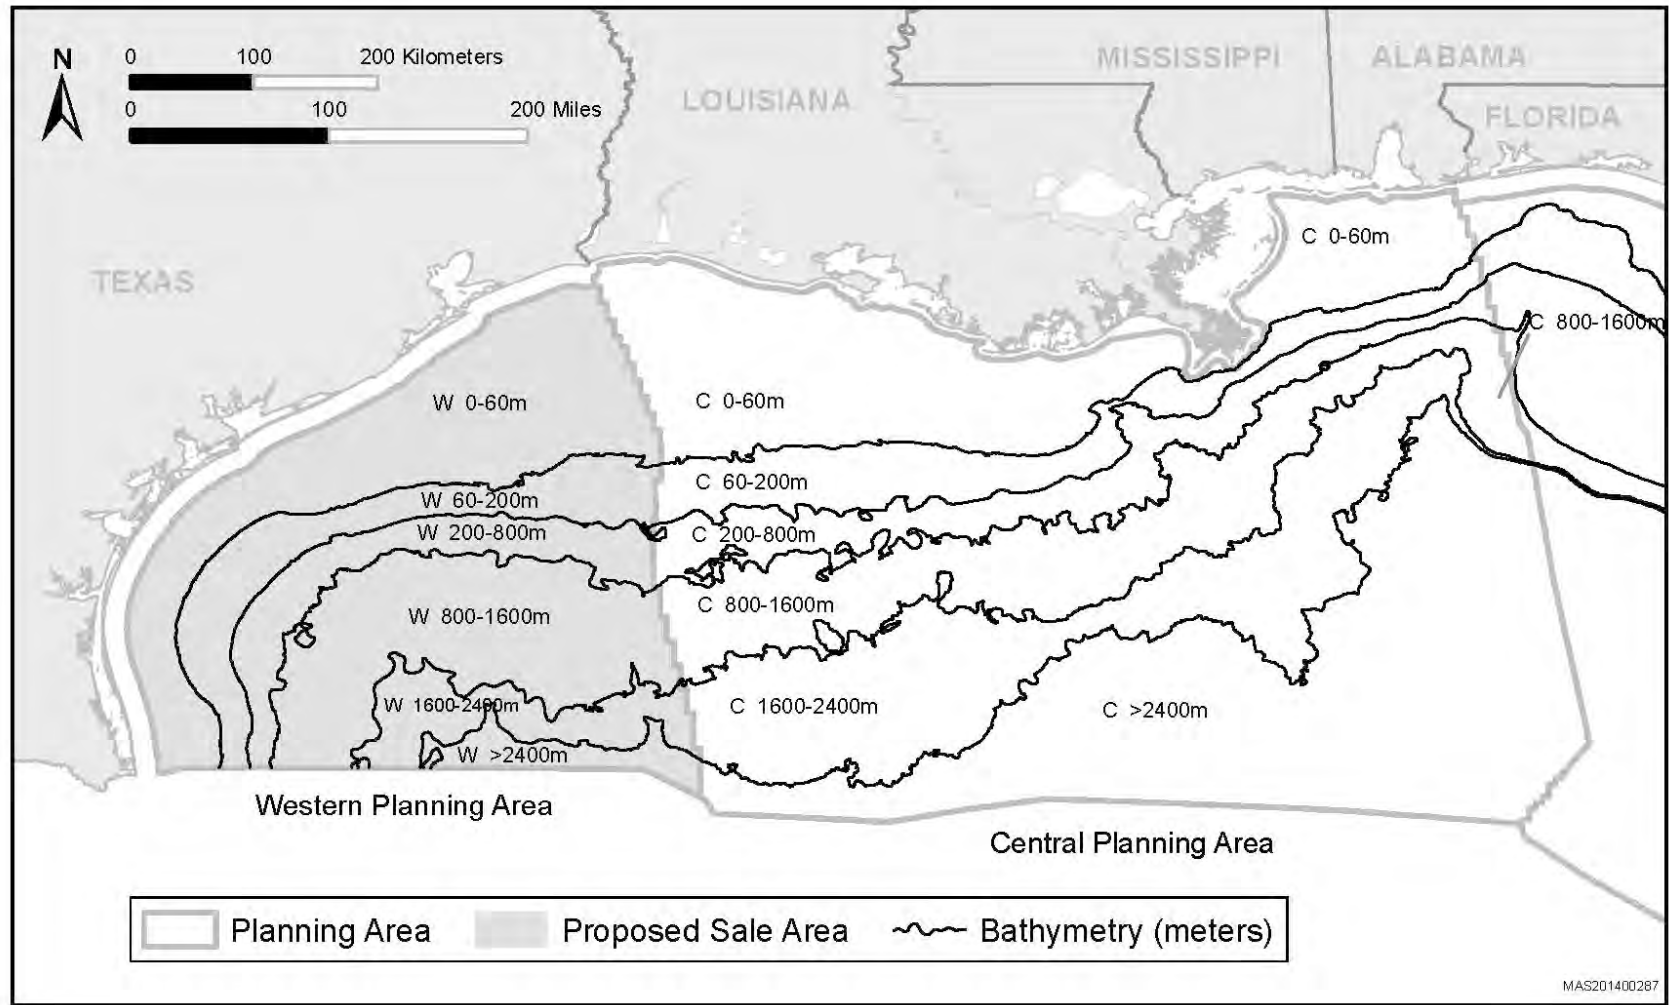 N
0 100 200 Kilometers
0 100 200 Miles
MISSISSIPPI
ALABAMA
LOUISIANA
FLORIDA
TEXAS
C 0-60m
C 800-1600m
W 0-60m
C 0-60m
W 60-200m
C 60-200m
W 200-800m
C 200-800m
W 800-1600m
C 800-1600m
W 1600-2400m
C 1600-2400m
C >2400m
W >2400m
Western Planning Area
Central Planning Area
Planning Area
Proposed Sale Area
Bathymetry (meters)
MAS201400287